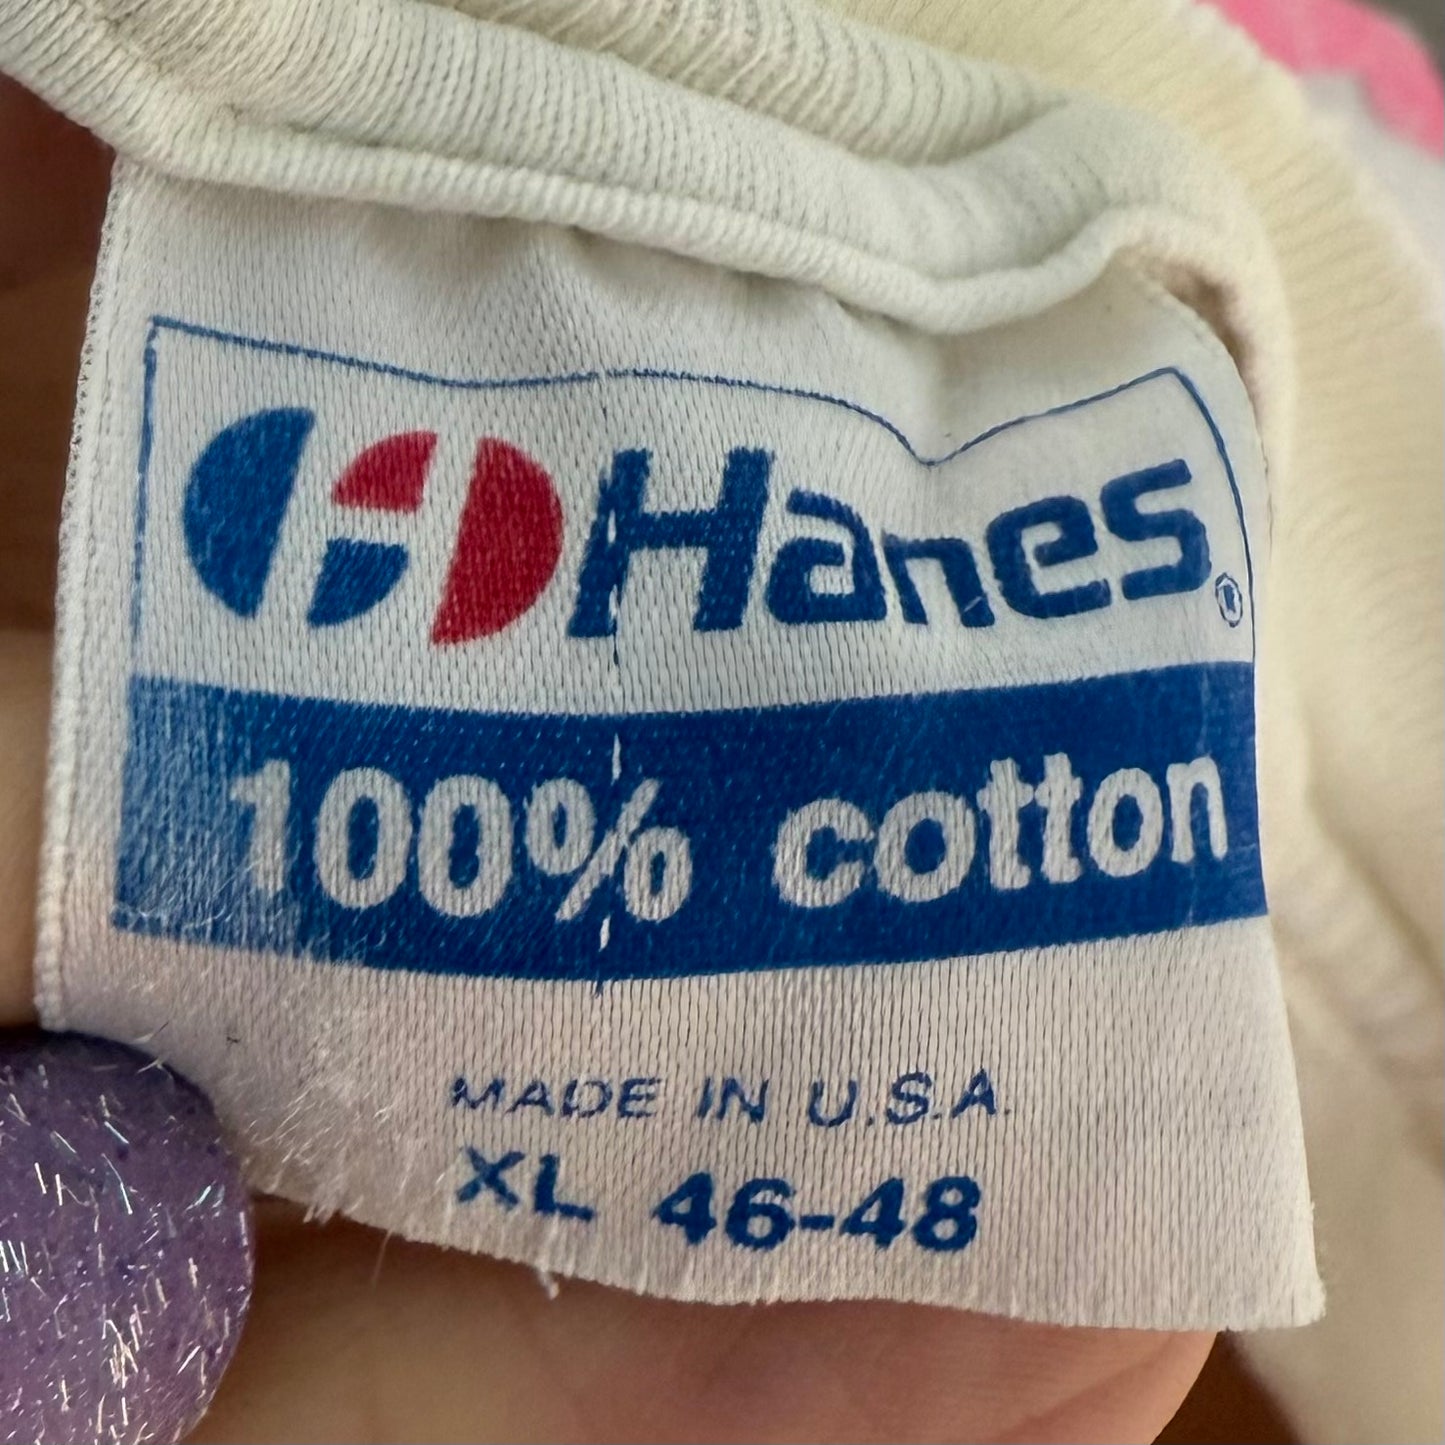 Hanes®
100% cotton
MADE IN U.S.A.
XL 46-48